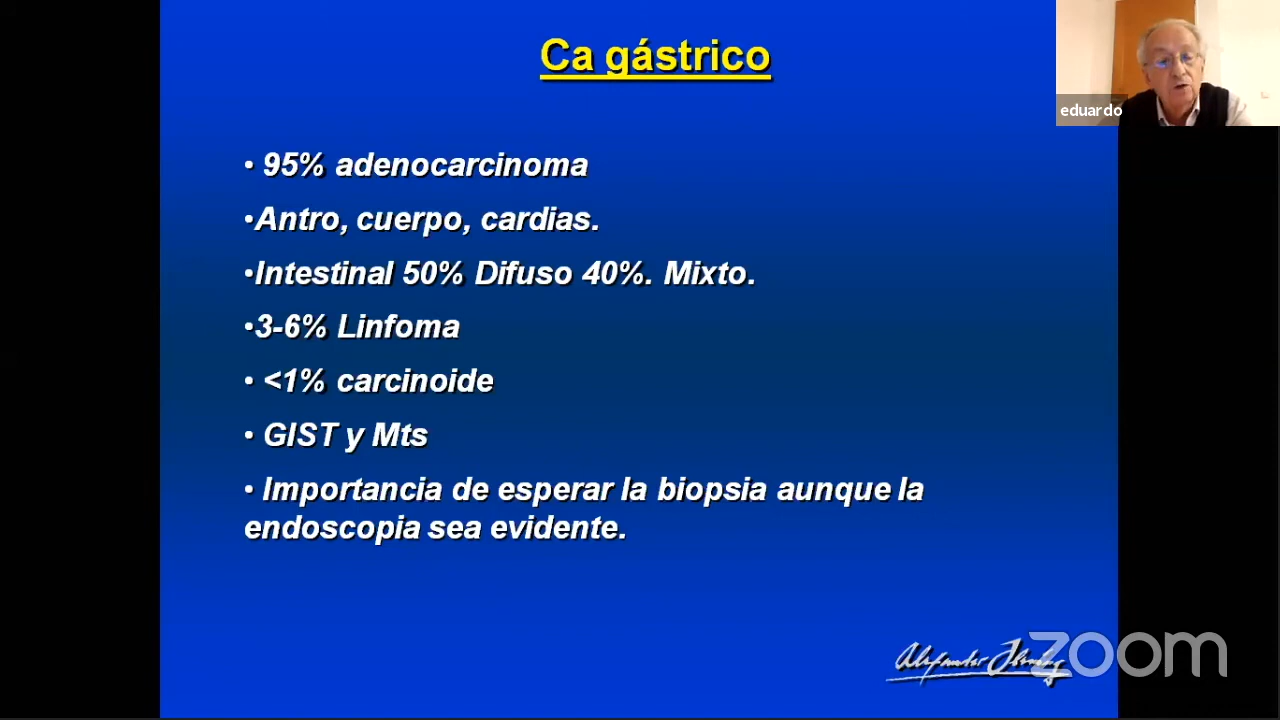 Ca gástrico
eduardo
• 95% adenocarcinoma
•Antro, cuerpo, cardias.
•Intestinal 50% Difuso 40%. Mixto.
•3-6% Linfoma
• <1% carcinoide
• GIST y Mts
• Importancia de esperar la biopsia aunque la
endoscopia sea evidente.
zoom